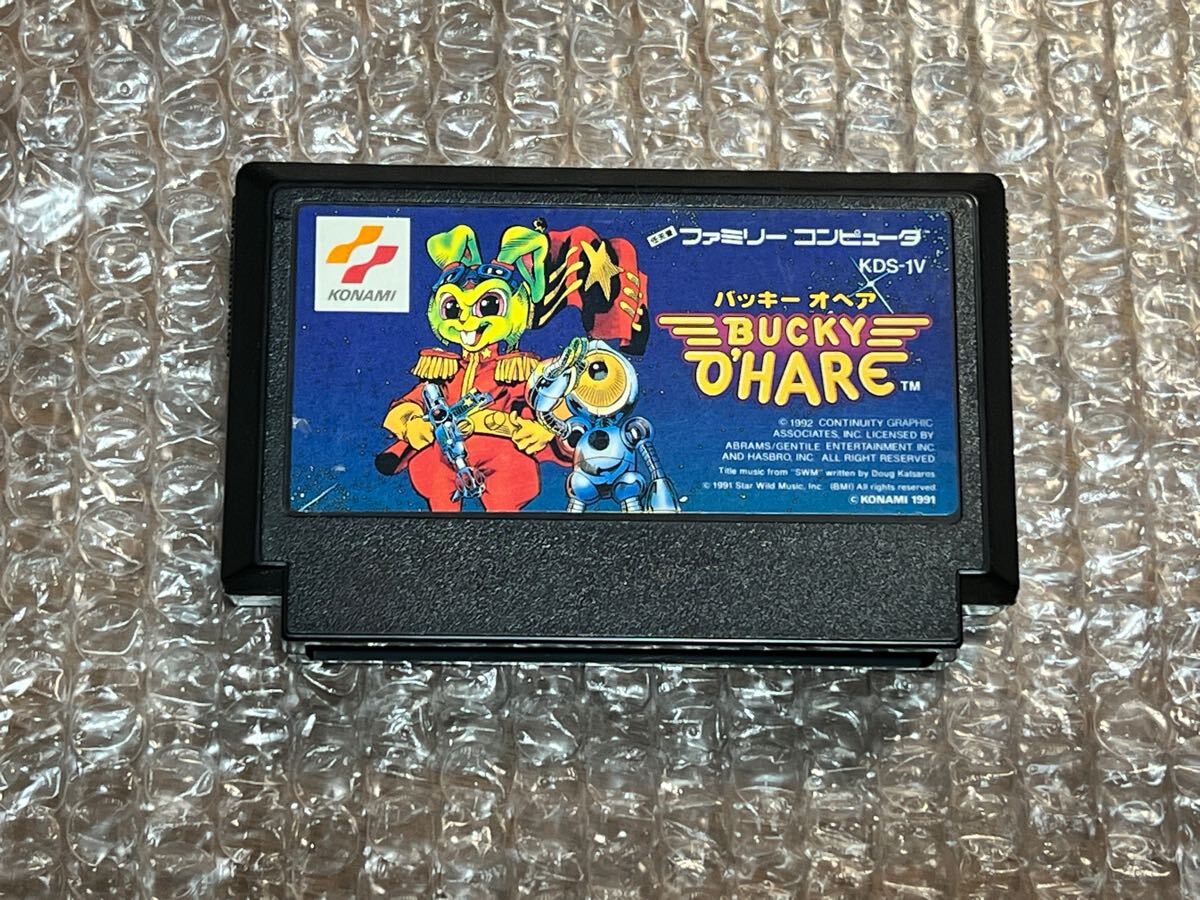 KONAMI
任天堂 ファミリー コンピュータ
KDS-1V
バッキー オヘア
BUCKY
O'HARE TM
© 1992 CONTINUITY GRAPHIC
ASSOCIATES, INC. LICENSED BY
ABRAMS/GENTILE ENTERTAINMENT INC.
AND HASBRO, INC. ALL RIGHT RESERVED.
Title music from "SWM" written by Doug Katsaros
© 1991 Star Wild Music, Inc. (BMI) All rights reserved.
© KONAMI 1991